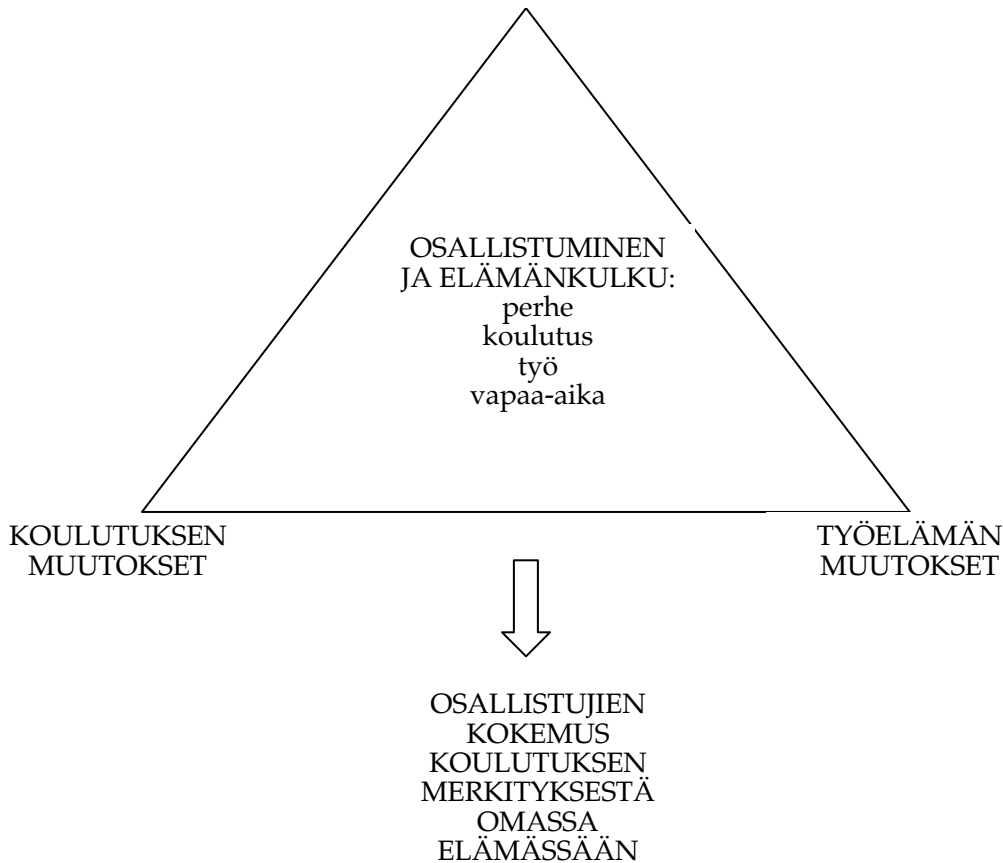 OSALLISTUMINEN
JA ELÄMÄNKULKU:
perhe
koulutus
työ
vapaa-aika
KOULUTUKSEN
MUUTOKSET
TYÖELÄMÄN
MUUTOKSET
OSALLISTUJIEN
KOKEMUS
KOULUTUKSEN
MERKITYKSESTÄ
OMASSA
ELÄMÄSSÄÄN